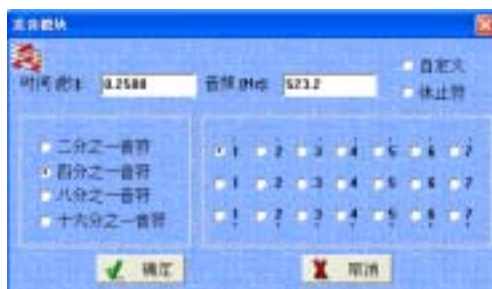 发音模块
时间(秒): 0.2500 音频(Hz): 523.2
自定义
休止符
二分之一音符
四分之一音符
八分之一音符
十六分之一音符
1 2 3 4 5 6 7
1 2 3 4 5 6 7
1 2 3 4 5 6 7
确定 取消